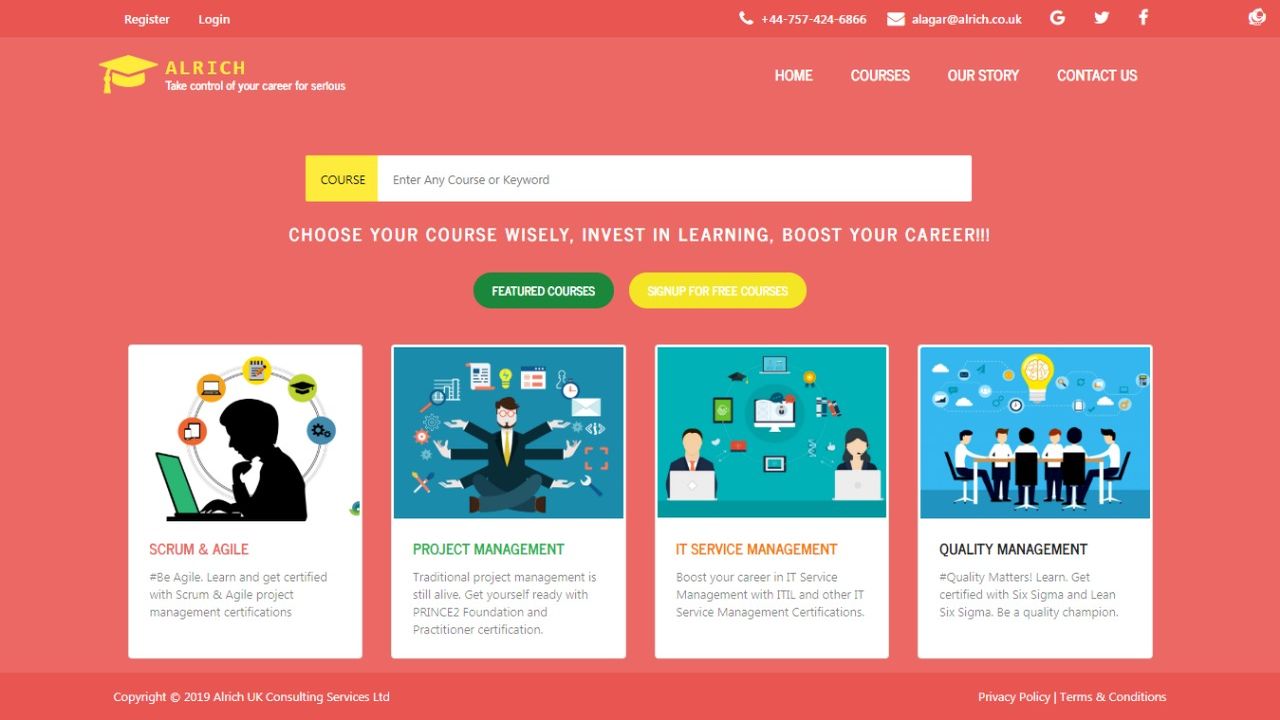 Register Login +44-757-424-6866 alagar@alrich.co.uk
ALRICH
Take control of your career for serious
HOME COURSES OUR STORY CONTACT US
COURSE Enter Any Course or Keyword
CHOOSE YOUR COURSE WISELY, INVEST IN LEARNING, BOOST YOUR CAREER!!!
FEATURED COURSES SIGNUP FOR FREE COURSES
SCRUM & AGILE
#Be Agile. Learn and get certified
with Scrum & Agile project
management certifications
PROJECT MANAGEMENT
Traditional project management is
still alive. Get yourself ready with
PRINCE2 Foundation and
Practitioner certification.
IT SERVICE MANAGEMENT
Boost your career in IT Service
Management with ITIL and other IT
Service Management Certifications.
QUALITY MANAGEMENT
#Quality Matters! Learn. Get
certified with Six Sigma and Lean
Six Sigma. Be a quality champion.
Copyright © 2019 Alrich UK Consulting Services Ltd Privacy Policy | Terms & Conditions